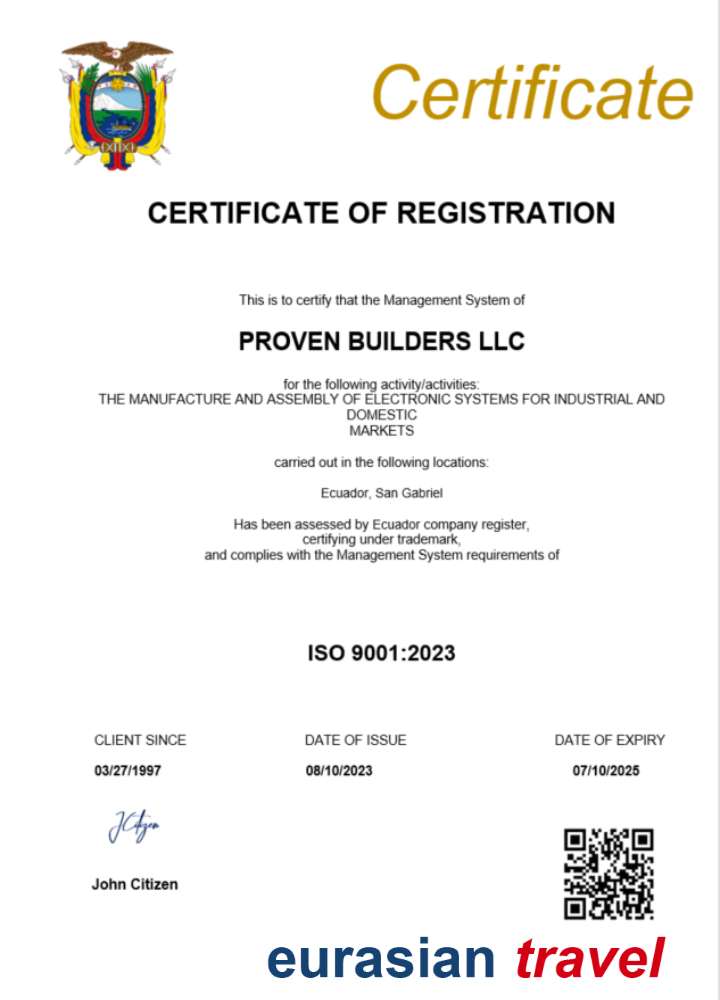 Certificate
CERTIFICATE OF REGISTRATION
This is to certify that the Management System of
PROVEN BUILDERS LLC
for the following activity/activities:
THE MANUFACTURE AND ASSEMBLY OF ELECTRONIC SYSTEMS FOR INDUSTRIAL AND
DOMESTIC
MARKETS
carried out in the following locations:
Ecuador, San Gabriel
Has been assessed by Ecuador company register,
certifying under trademark,
and complies with the Management System requirements of
ISO 9001:2023
CLIENT SINCE DATE OF ISSUE DATE OF EXPIRY
03/27/1997 08/10/2023 07/10/2025
JCitizen
John Citizen
eurasian travel